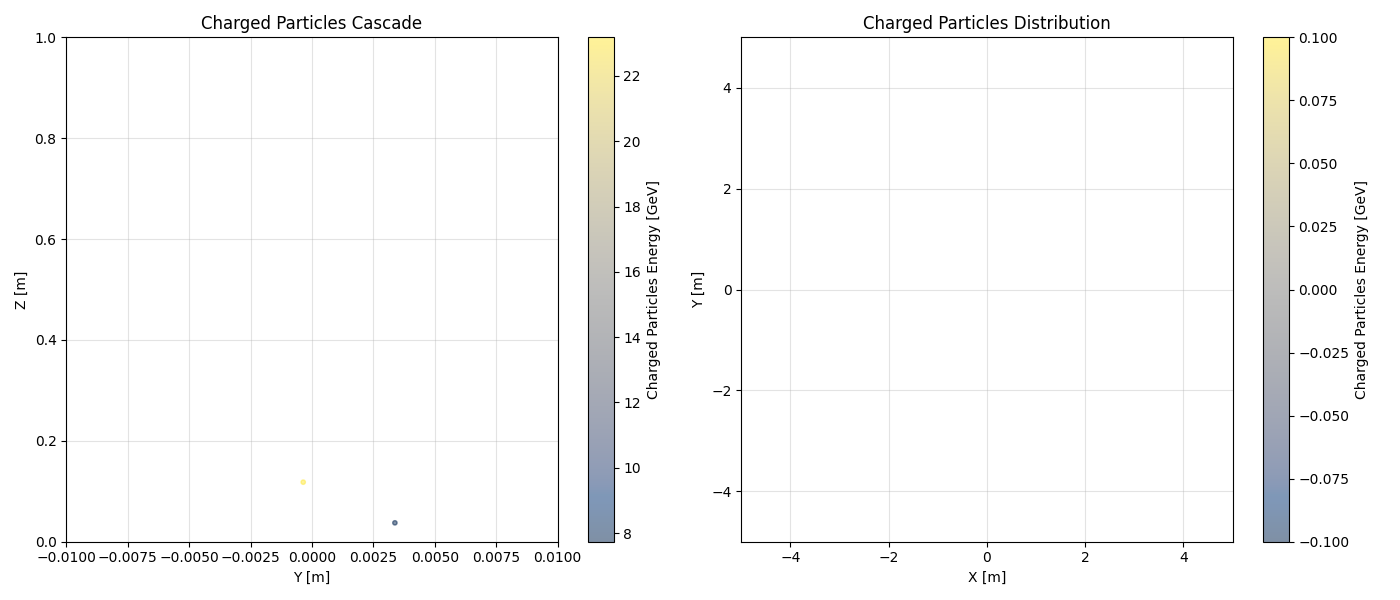 Charged Particles Cascade
1.0
0.8
0.6
0.4
0.2
0.0
Z [m]
−0.0100 −0.0075 −0.0050 −0.0025 0.0000 0.0025 0.0050 0.0075 0.0100
Y [m]
22
20
18
16
14
12
10
8
Charged Particles Energy [GeV]
Charged Particles Distribution
4
2
0
−2
−4
Y [m]
−4 −2 0 2 4
X [m]
0.100
0.075
0.050
0.025
0.000
−0.025
−0.050
−0.075
−0.100
Charged Particles Energy [GeV]